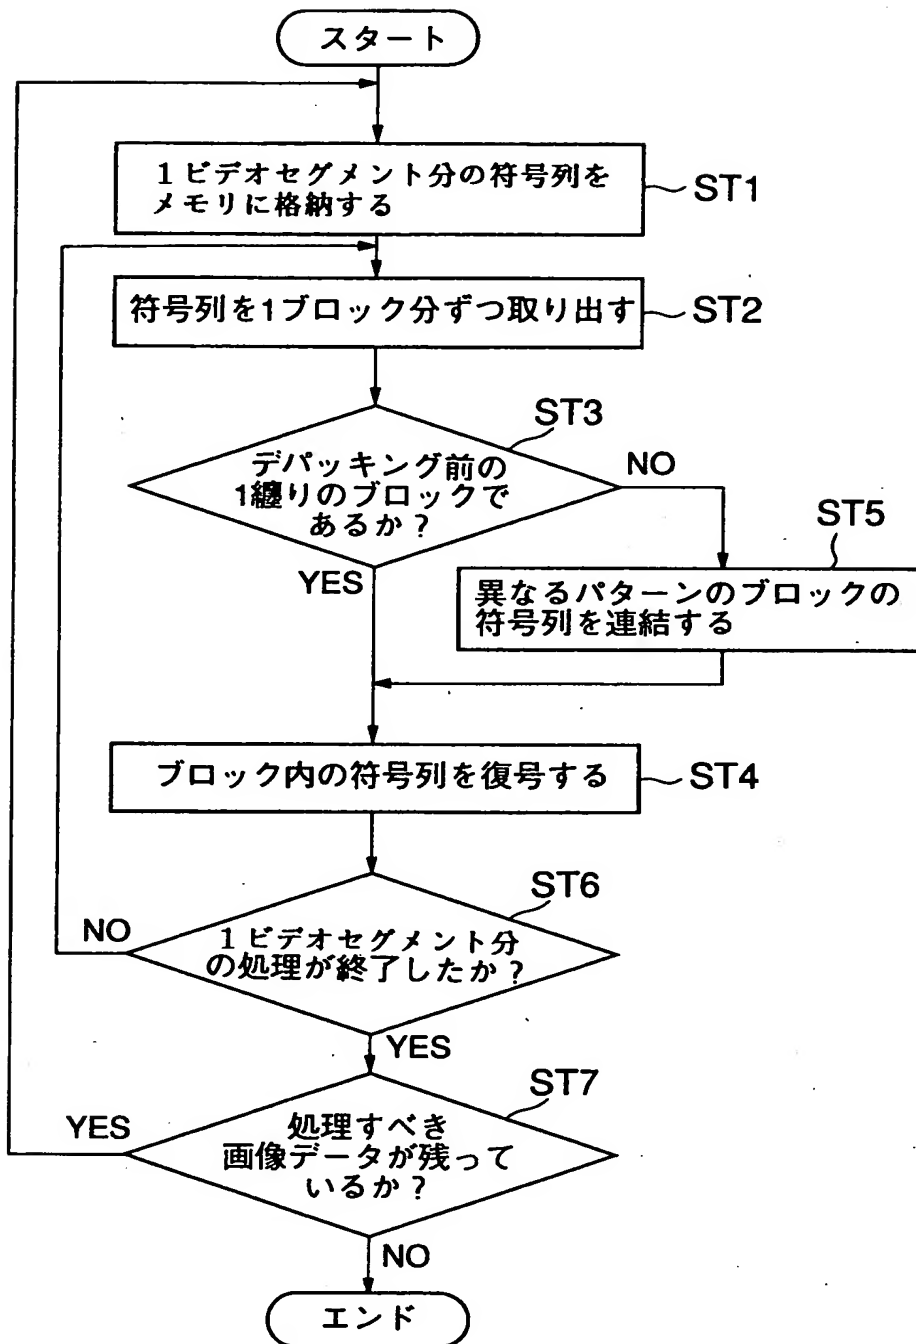 スタート
1ビデオセグメント分の符号列を
メモリに格納する
ST1
符号列を1ブロック分ずつ取り出す
ST2
ST3
デパッキング前の
1纏りのブロックで
あるか?
NO
YES
ST5
異なるパターンのブロックの
符号列を連結する
ブロック内の符号列を復号する
ST4
ST6
NO
1ビデオセグメント分
の処理が終了したか?
YES
ST7
YES
処理すべき
画像データが残って
いるか?
NO
エンド